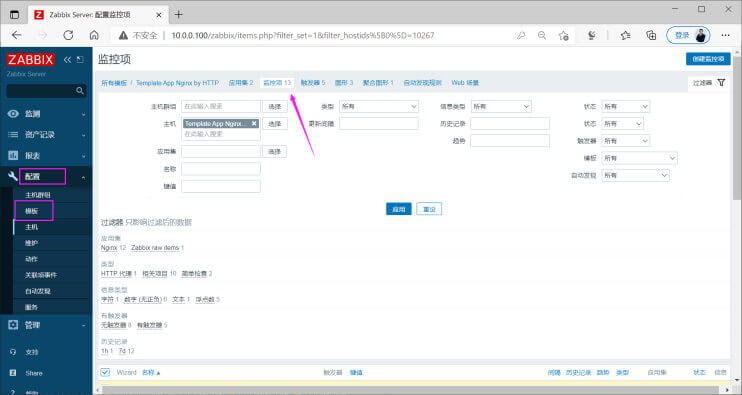 Zabbix Server: 配置监控项
不安全 10.0.0.100/zabbix/items.php?filter_set=1&filter_hostids%5B0%5D=10267
登录
ZABBIX
Zabbix Server
监测
资产记录
报表
配置
主机群组
模板
主机
维护
动作
关联项事件
自动发现
服务
管理
支持
Share
帮助
监控项
创建监控项
所有模板 / Template App Nginx by HTTP 应用集 2 监控项 13 触发器 5 图形 3 聚合图形 1 自动发现规则 Web 场景
过滤器
主机群组 在此输入搜索 选择 类型 所有 信息类型 所有 状态 所有
主机 Template App Nginx... 选择 更新间隔 历史记录 状态 所有
在此输入搜索
趋势 触发器 所有
应用集 选择 模板 所有
名称 自动发现 所有
键值
应用 重设
过滤器 只影响过滤后的数据
应用集
Nginx 12 Zabbix raw items 1
类型
HTTP 代理 1 相关项目 10 简单检查 2
信息类型
字符 1 数字 (无正负) 6 文本 1 浮点数 5
有触发器
无触发器 8 有触发器 5
历史记录
1h 1 7d 12
Wizard 名称 ▲ 触发器 键值 间隔 历史记录 趋势 类型 应用集 状态 信息